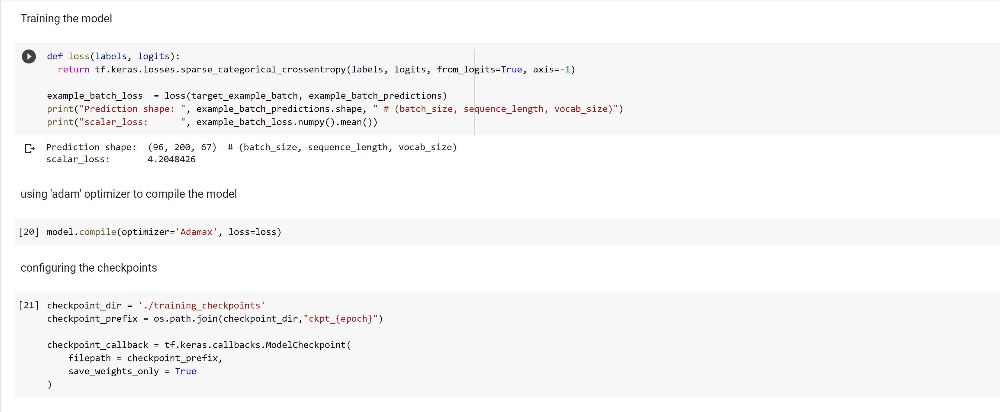 Training the model
def loss(labels, logits):
  return tf.keras.losses.sparse_categorical_crossentropy(labels, logits, from_logits=True, axis=-1)
example_batch_loss  = loss(target_example_batch, example_batch_predictions)
print("Prediction shape: ", example_batch_predictions.shape, " # (batch_size, sequence_length, vocab_size)")
print("scalar_loss:      ", example_batch_loss.numpy().mean())
Prediction shape:  (96, 200, 67)  # (batch_size, sequence_length, vocab_size)
scalar_loss:       4.2048426
using 'adam' optimizer to compile the model
[20] model.compile(optimizer='Adamax', loss=loss)
configuring the checkpoints
[21] checkpoint_dir = './training_checkpoints'
checkpoint_prefix = os.path.join(checkpoint_dir,"ckpt_{epoch}")
checkpoint_callback = tf.keras.callbacks.ModelCheckpoint(
    filepath = checkpoint_prefix,
    save_weights_only = True
)